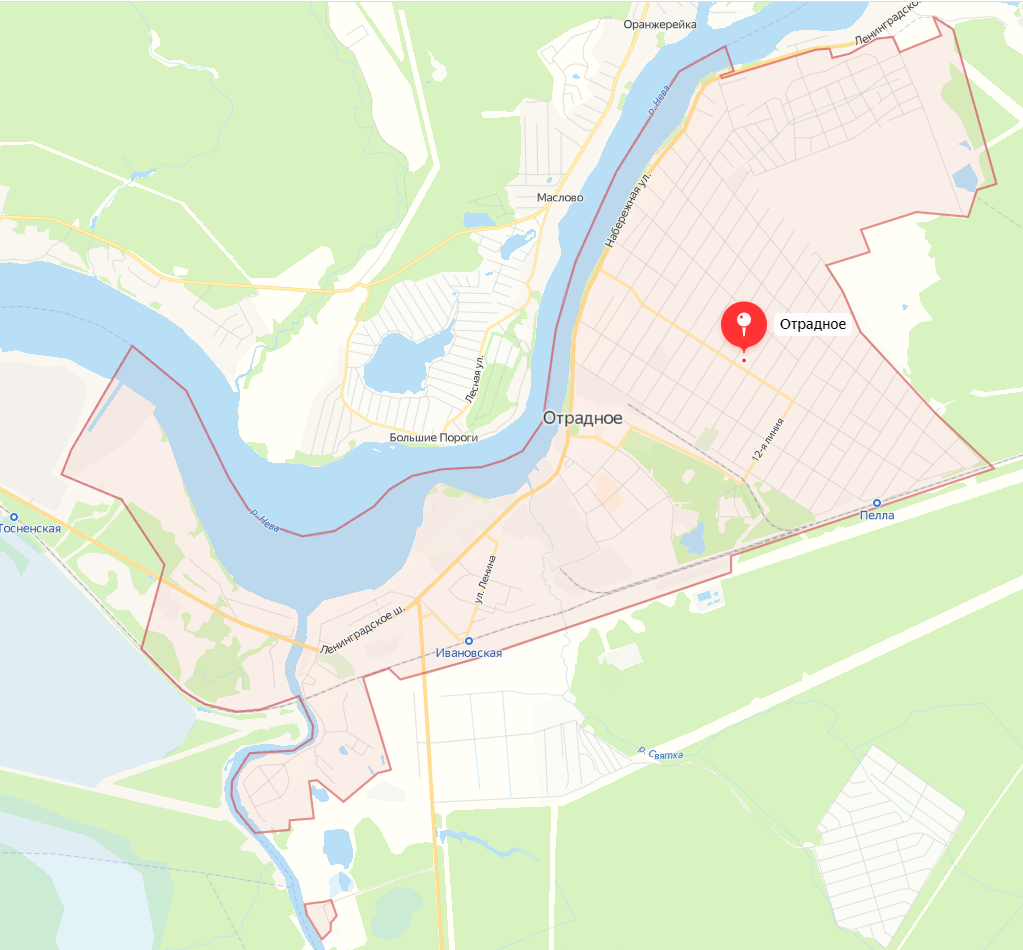 Оранжерейка
Ленинградско
р. Нева
Маслово
Набережная ул.
Отрадное
Лесная ул.
Отрадное
Большие Пороги
12-я линия
р. Нева
Пелла
Тосненская
ул. Ленина
Ленинградское ш.
Ивановская
р. Святка